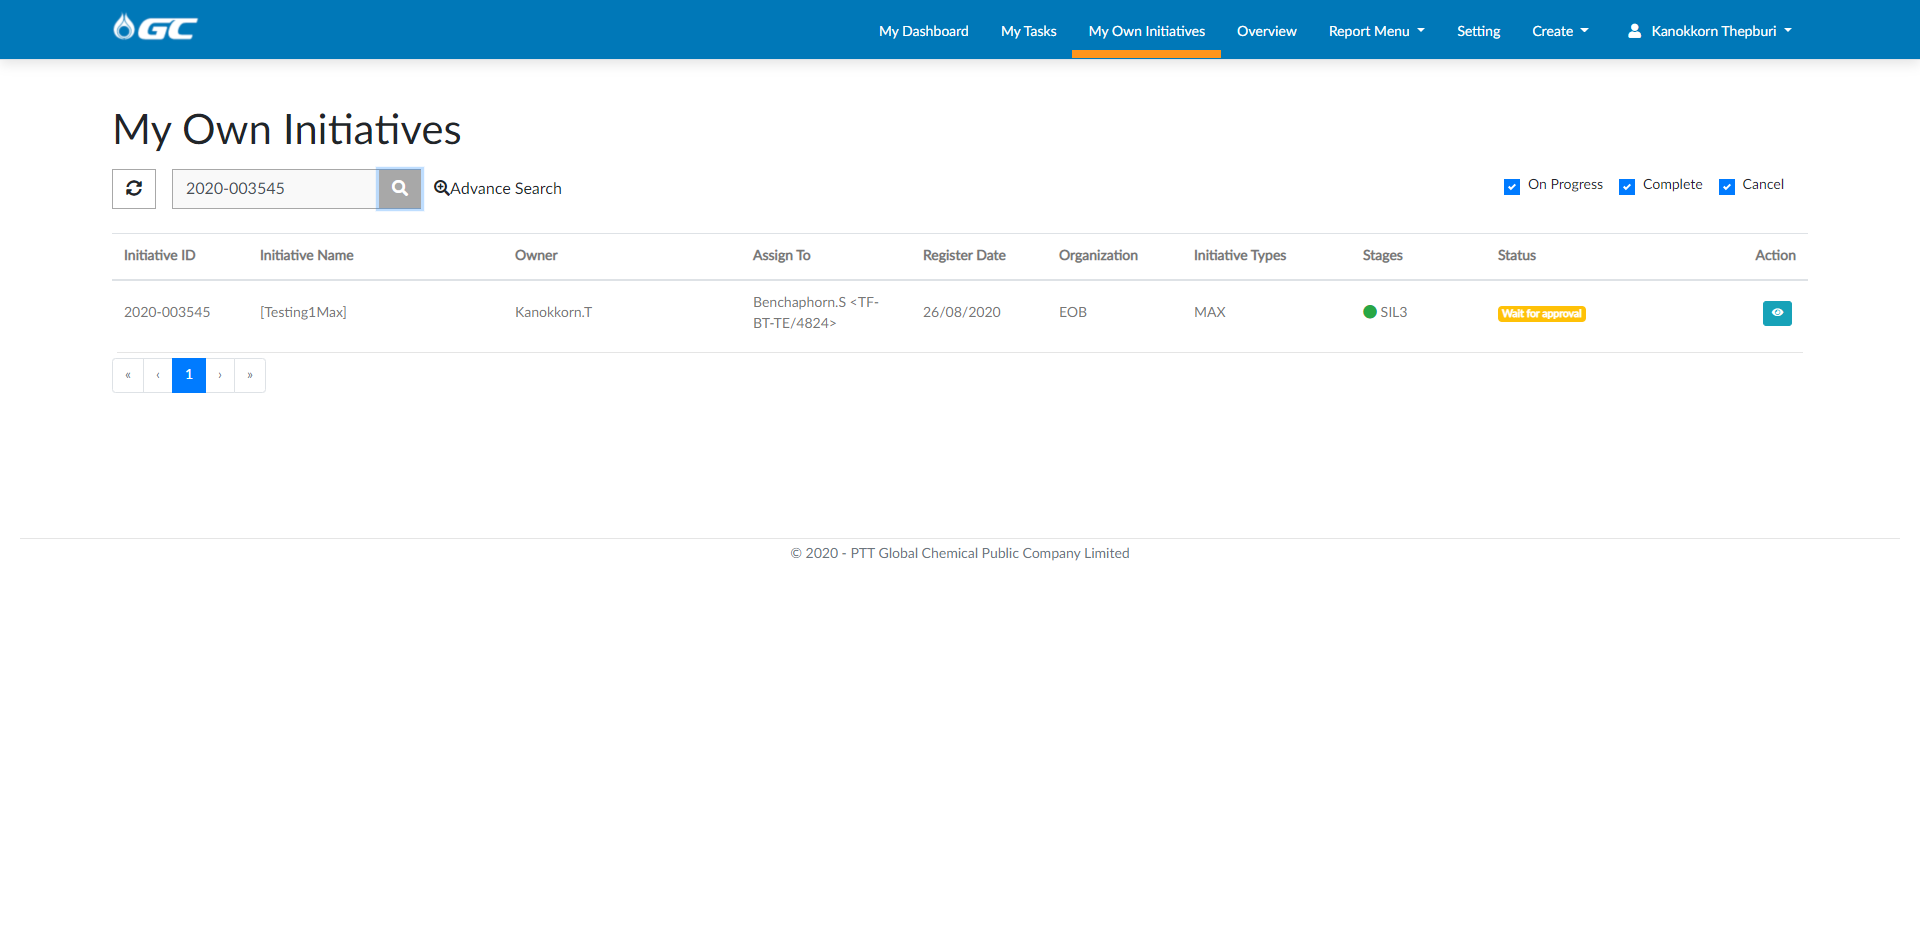 GC
My Dashboard My Tasks My Own Initiatives Overview Report Menu Setting Create Kanokkorn Thepburi
My Own Initiatives
2020-003545 Advance Search On Progress Complete Cancel
Initiative ID Initiative Name Owner Assign To Register Date Organization Initiative Types Stages Status Action
2020-003545 [Testing1Max] Kanokkorn.T Benchaphorn.S <TF-
BT-TE/4824> 26/08/2020 EOB MAX SIL3 Wait for approval
« ‹ 1 › »
© 2020 - PTT Global Chemical Public Company Limited